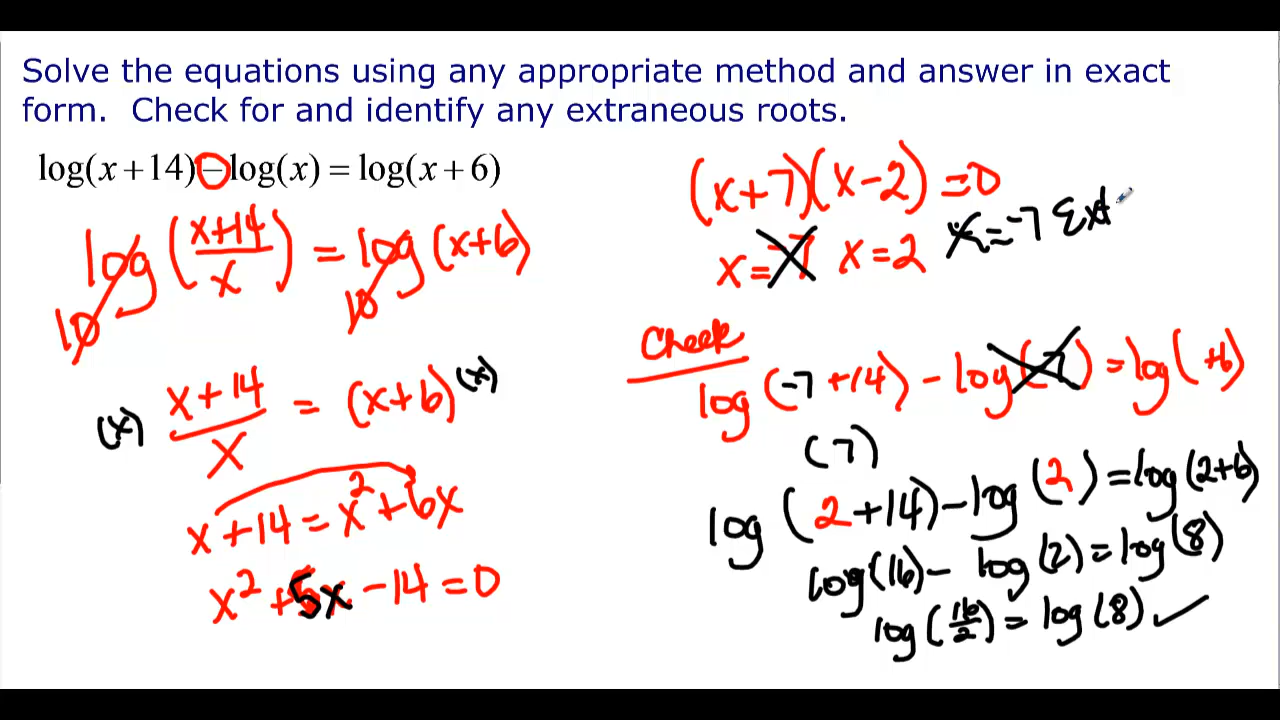 Solve the equations using any appropriate method and answer in exact
form. Check for and identify any extraneous roots.
log(x+14)−log(x) = log(x+6)
log((x+14)/x) = log(x+6)
10 10
(x) (x+14)/x = (x+6)(x)
x+14 = x²+6x
x²+5x−14=0
(x+7)(x−2)=0
x=−7 x=2 x=−7 Ext
Check
log(−7+14)−log(−7)=log( +6)
(7)
log(2+14)−log(2)=log(2+6)
log(16)−log(2)=log(8)
log(16/2)=log(8) ✓